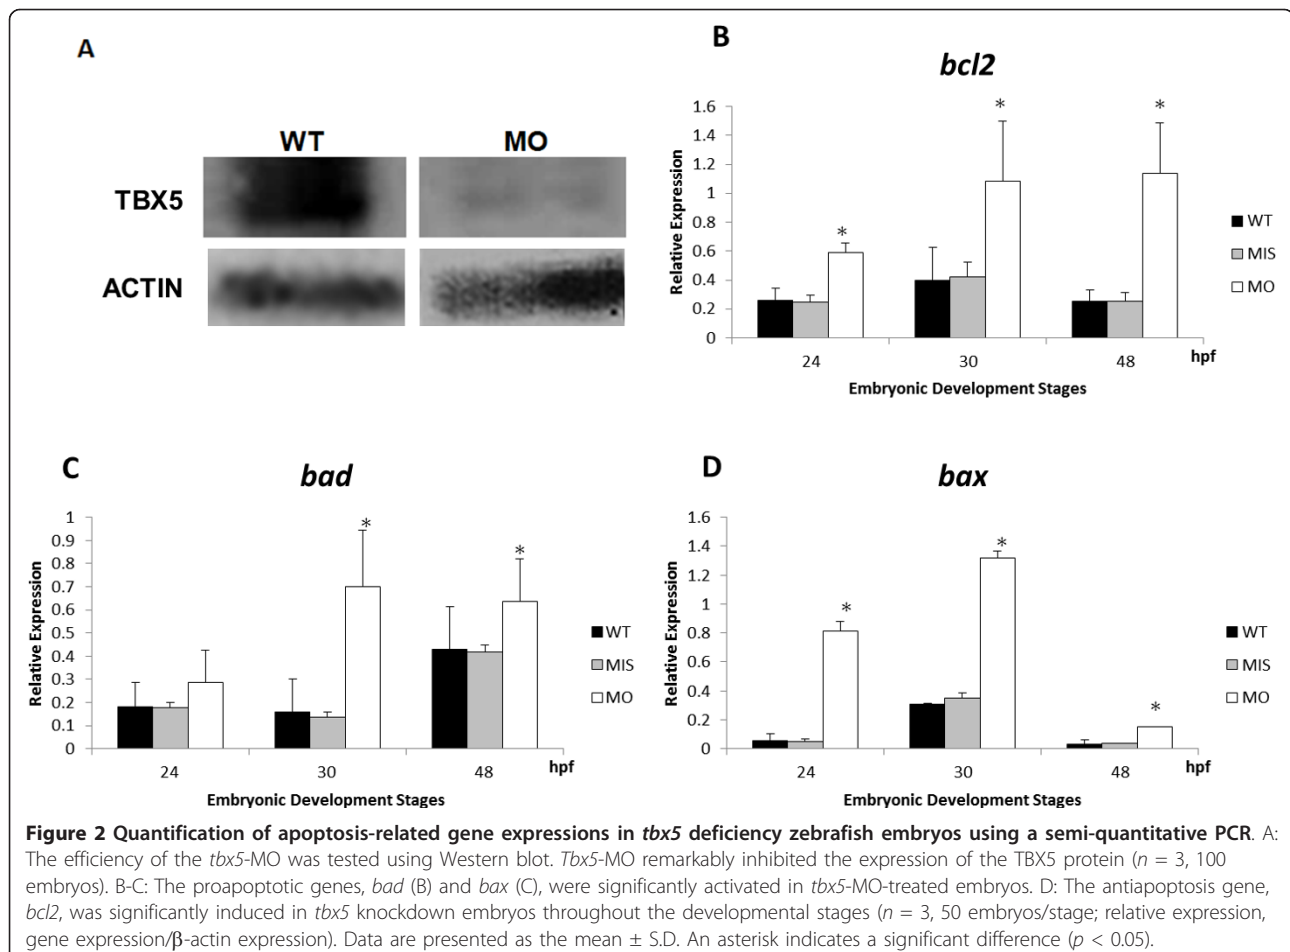 A
WT MO
TBX5
ACTIN
B
bcl2
1.6
1.4
1.2
1
0.8
0.6
0.4
0.2
0
Relative Expression
* * *
WT
MIS
MO
24 30 48 hpf
Embryonic Development Stages
C
bad
1
0.9
0.8
0.7
0.6
0.5
0.4
0.3
0.2
0.1
0
Relative Expression
* *
WT
MIS
MO
24 30 48 hpf
Embryonic Development Stages
D
bax
1.6
1.4
1.2
1
0.8
0.6
0.4
0.2
0
Relative Expression
* * *
WT
MIS
MO
24 30 48 hpf
Embryonic Development Stages
Figure 2 Quantification of apoptosis-related gene expressions in tbx5 deficiency zebrafish embryos using a semi-quantitative PCR. A:
The efficiency of the tbx5-MO was tested using Western blot. Tbx5-MO remarkably inhibited the expression of the TBX5 protein (n = 3, 100
embryos). B-C: The proapoptotic genes, bad (B) and bax (C), were significantly activated in tbx5-MO-treated embryos. D: The antiapoptosis gene,
bcl2, was significantly induced in tbx5 knockdown embryos throughout the developmental stages (n = 3, 50 embryos/stage; relative expression,
gene expression/β-actin expression). Data are presented as the mean ± S.D. An asterisk indicates a significant difference (p < 0.05).